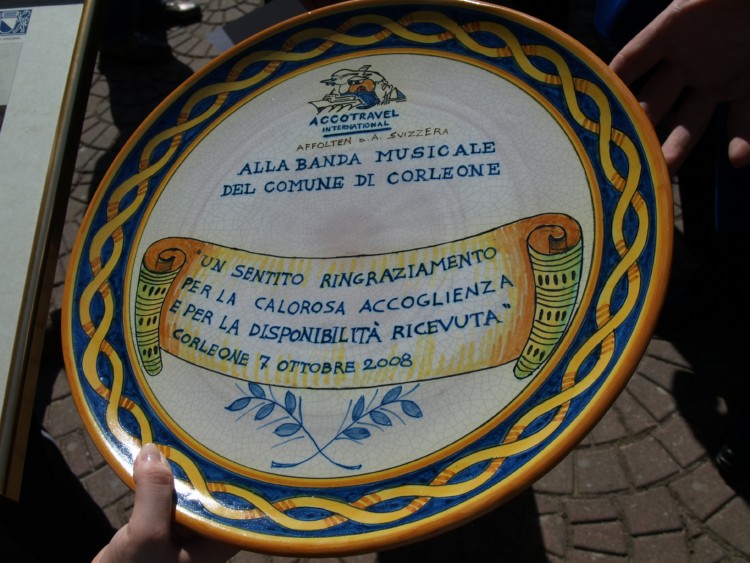 ACCOTRAVEL
INTERNATIONAL
AFFOLTEN a. A. SVIZZERA
ALLA BANDA MUSICALE
DEL COMUNE DI CORLEONE
"UN SENTITO RINGRAZIAMENTO
PER LA CALOROSA ACCOGLIENZA
E PER LA DISPONIBILITÀ RICEVUTA"
CORLEONE 7 OTTOBRE 2008